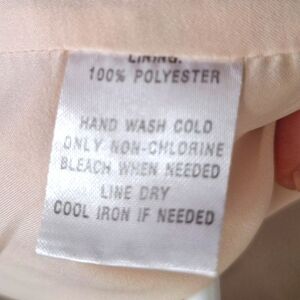 LINING:
100% POLYESTER
HAND WASH COLD
ONLY NON-CHLORINE
BLEACH WHEN NEEDED
LINE DRY
COOL IRON IF NEEDED